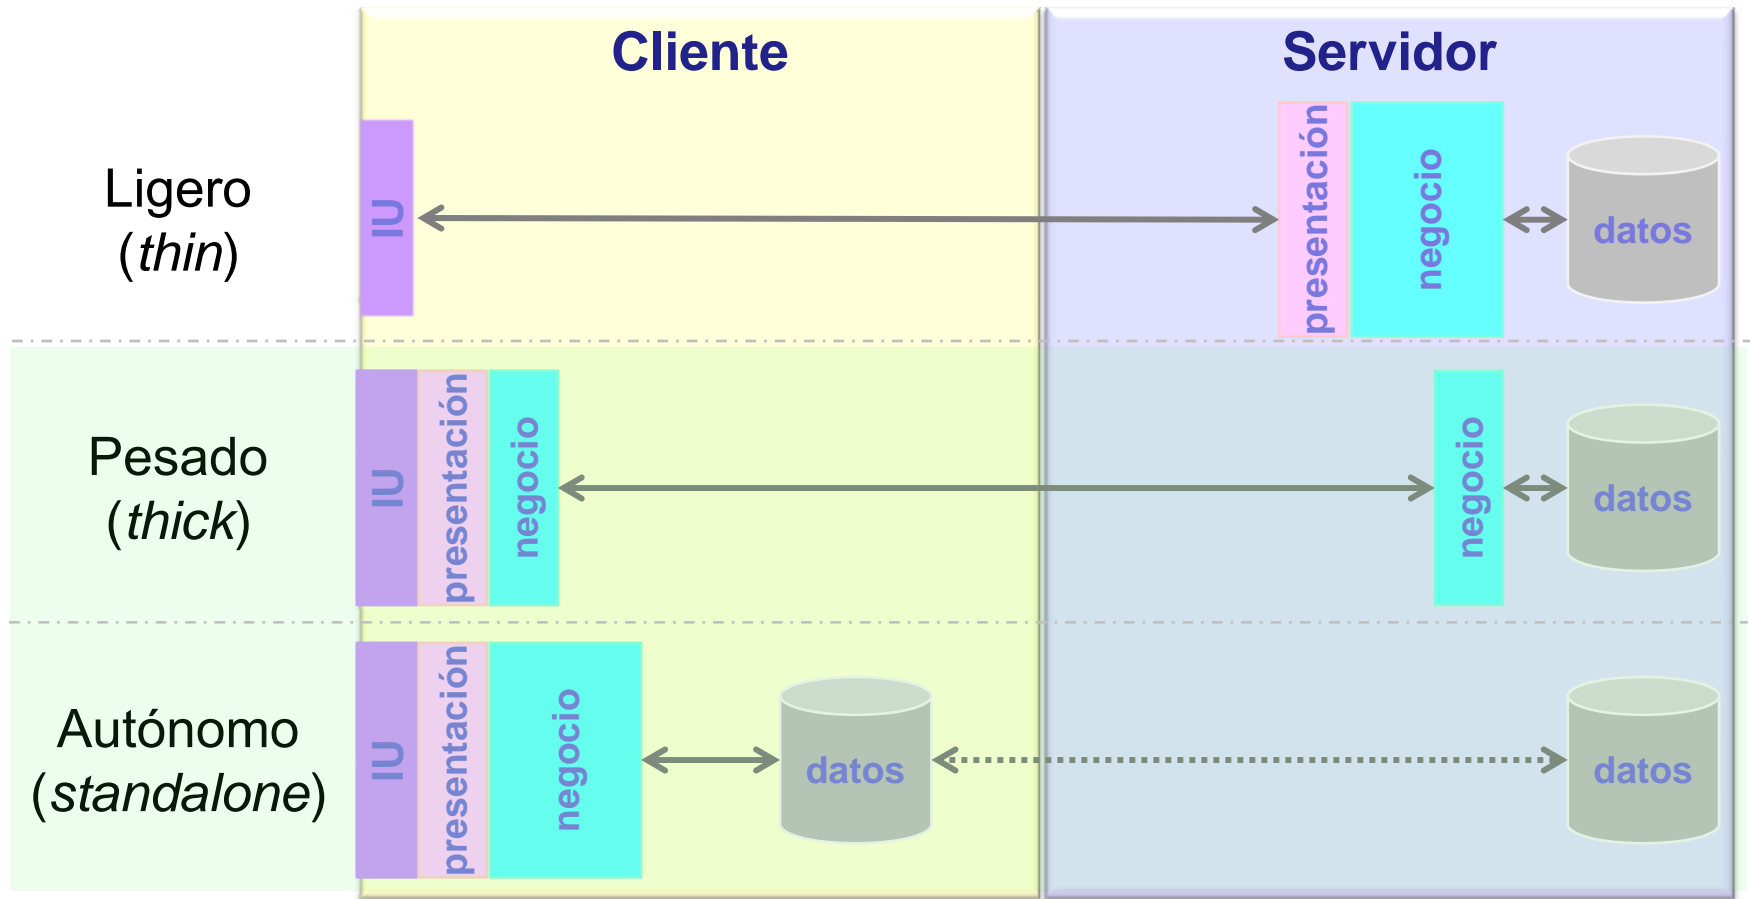 Cliente
Servidor
Ligero
(thin)
IU
presentación
negocio
datos
Pesado
(thick)
IU
presentación
negocio
negocio
datos
Autónomo
(standalone)
IU
presentación
negocio
datos
datos